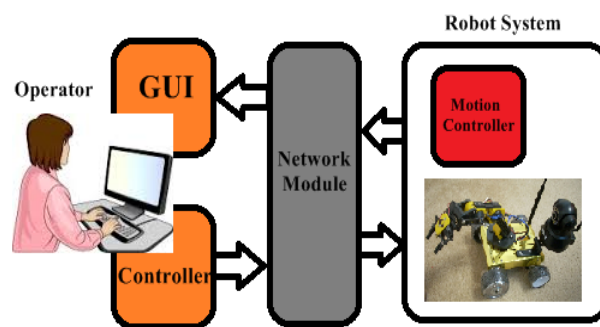 Robot System
Operator
GUI
Motion
Controller
Network
Module
Controller